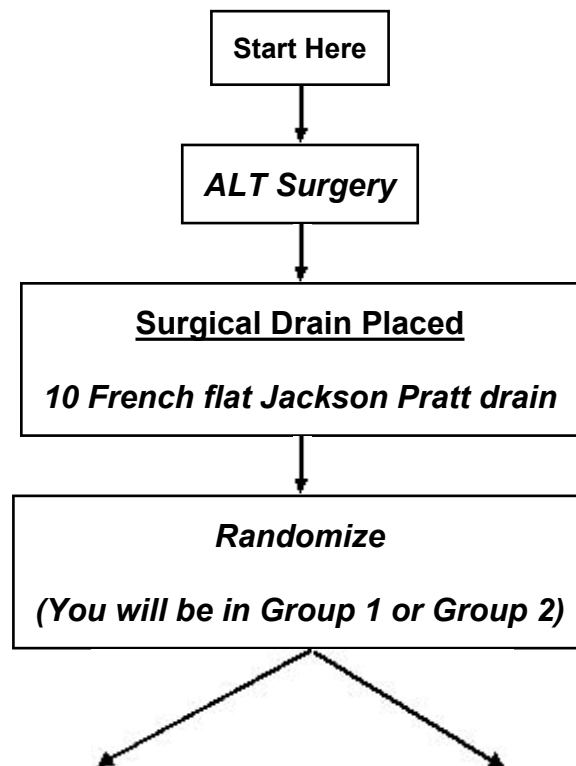 Start Here
ALT Surgery
Surgical Drain Placed
10 French flat Jackson Pratt drain
Randomize
(You will be in Group 1 or Group 2)